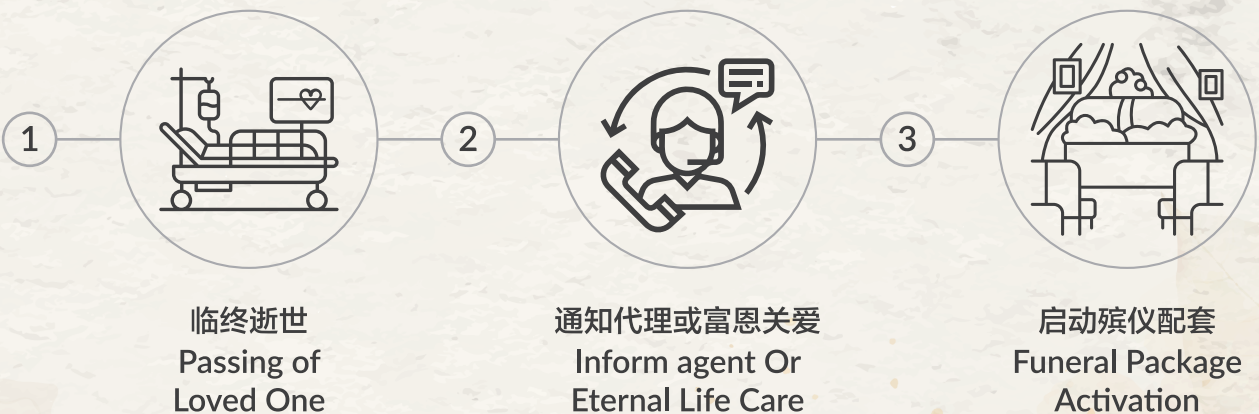 1
临终逝世
Passing of
Loved One
2
通知代理或富恩关爱
Inform agent Or
Eternal Life Care
3
启动殡仪配套
Funeral Package
Activation